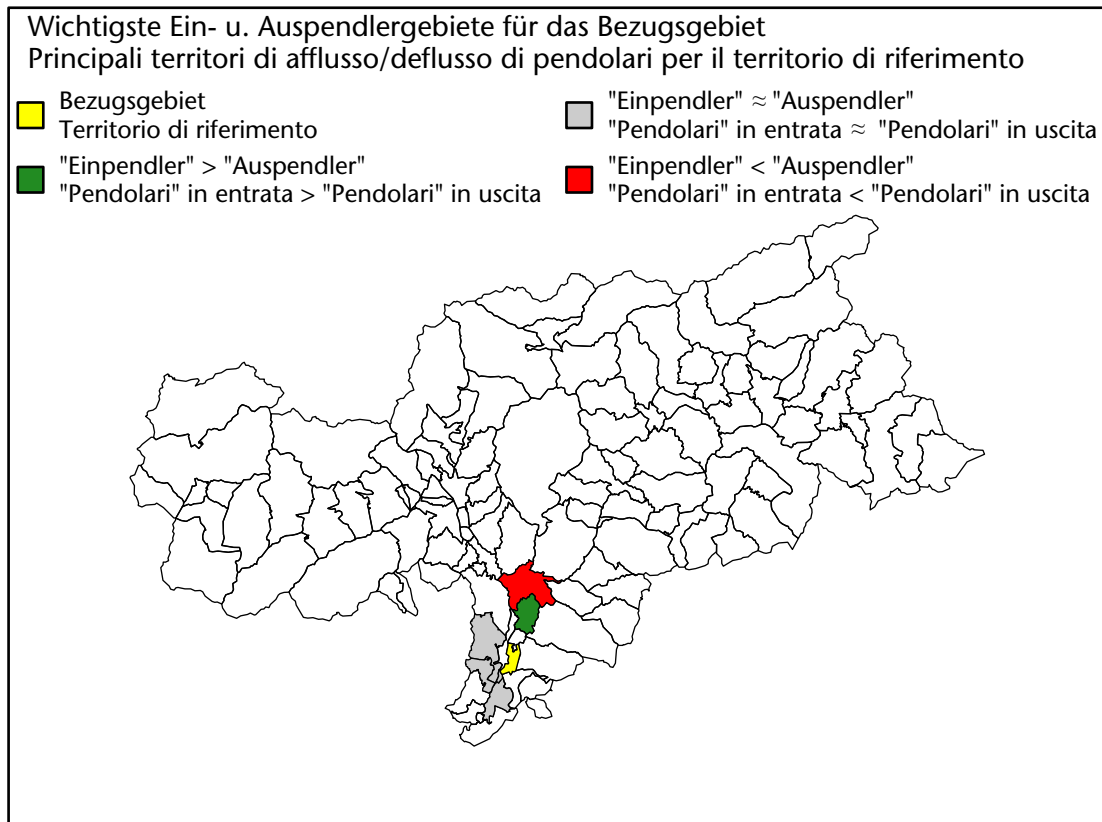 Wichtigste Ein- u. Auspendlergebiete für das Bezugsgebiet
Principali territori di afflusso/deflusso di pendolari per il territorio di riferimento
Bezugsgebiet
Territorio di riferimento
"Einpendler" > "Auspendler"
"Pendolari" in entrata > "Pendolari" in uscita
"Einpendler" ≈ "Auspendler"
"Pendolari" in entrata ≈ "Pendolari" in uscita
"Einpendler" < "Auspendler"
"Pendolari" in entrata < "Pendolari" in uscita